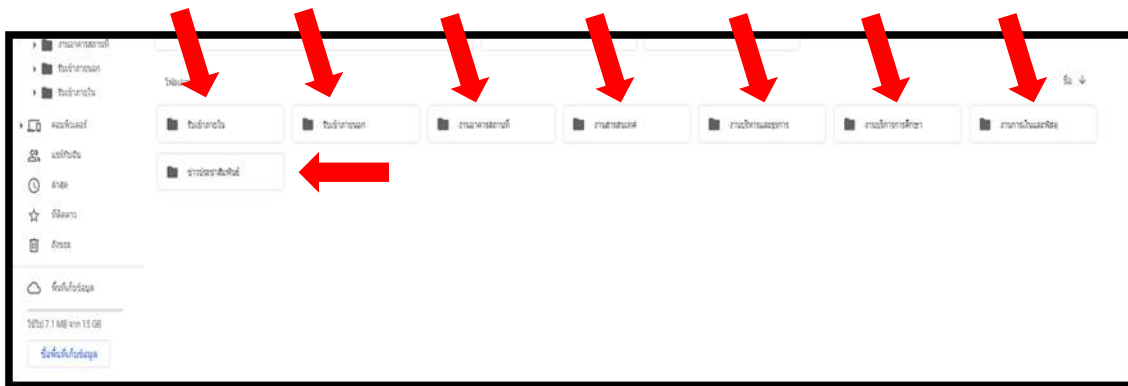 งานอาคารสถานที่
รับเข้าภายนอก
รับเข้าภายใน
คอมพิวเตอร์
แชร์กับฉัน
ล่าสุด
ที่ติดดาว
ถังขยะ
พื้นที่เก็บข้อมูล
ใช้ไป 7.1 MB จาก 15 GB
ซื้อพื้นที่เก็บข้อมูล
ชื่อ
รับเข้าภายใน
รับเข้าภายนอก
งานอาคารสถานที่
งานสารสนเทศ
งานบริหารและธุรการ
งานบริการการศึกษา
งานการเงินและพัสดุ
ข่าวประชาสัมพันธ์